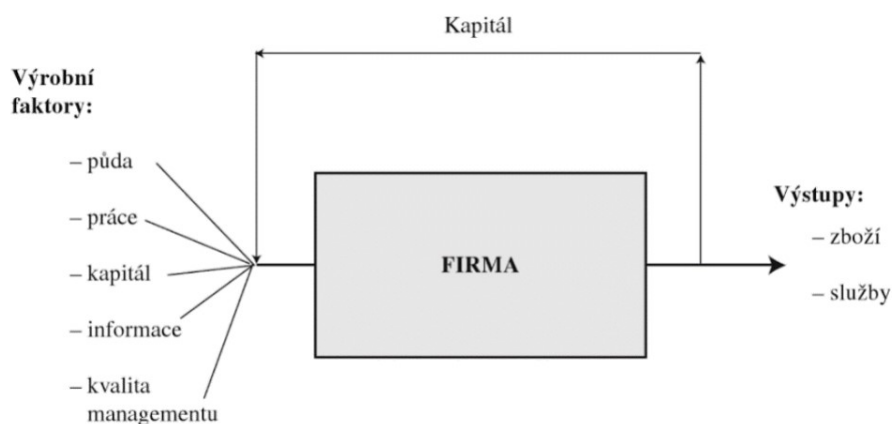 Kapitál
Výrobní
faktory:
– půda
– práce
– kapitál
– informace
– kvalita
managementu
FIRMA
Výstupy:
– zboží
– služby